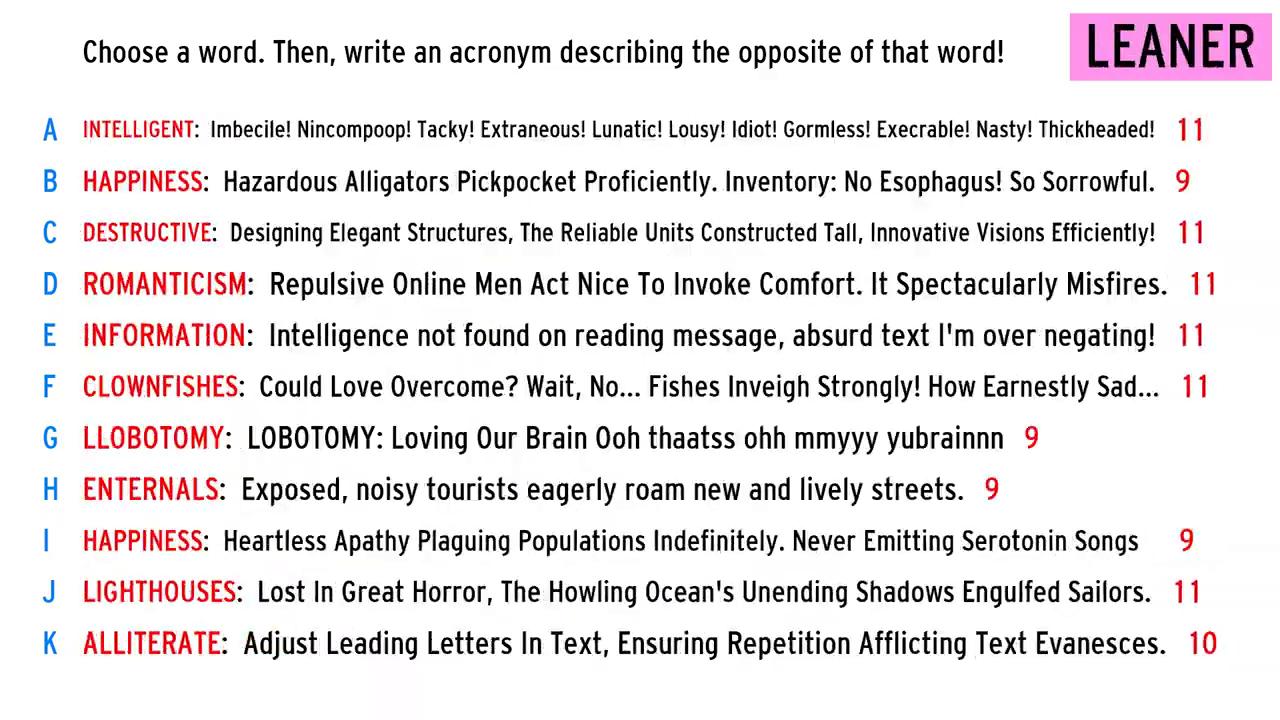 Choose a word. Then, write an acronym describing the opposite of that word!
LEANER
A INTELLIGENT: Imbecile! Nincompoop! Tacky! Extraneous! Lunatic! Lousy! Idiot! Gormless! Execrable! Nasty! Thickheaded! 11
B HAPPINESS: Hazardous Alligators Pickpocket Proficiently. Inventory: No Esophagus! So Sorrowful. 9
C DESTRUCTIVE: Designing Elegant Structures, The Reliable Units Constructed Tall, Innovative Visions Efficiently! 11
D ROMANTICISM: Repulsive Online Men Act Nice To Invoke Comfort. It Spectacularly Misfires. 11
E INFORMATION: Intelligence not found on reading message, absurd text I'm over negating! 11
F CLOWNFISHES: Could Love Overcome? Wait, No... Fishes Inveigh Strongly! How Earnestly Sad... 11
G LLOBOTOMY: LOBOTOMY: Loving Our Brain Ooh thaatss ohh mmyyy yubrainnn 9
H ENTERNALS: Exposed, noisy tourists eagerly roam new and lively streets. 9
I HAPPINESS: Heartless Apathy Plaguing Populations Indefinitely. Never Emitting Serotonin Songs 9
J LIGHTHOUSES: Lost In Great Horror, The Howling Ocean's Unending Shadows Engulfed Sailors. 11
K ALLITERATE: Adjust Leading Letters In Text, Ensuring Repetition Afflicting Text Evanesces. 10